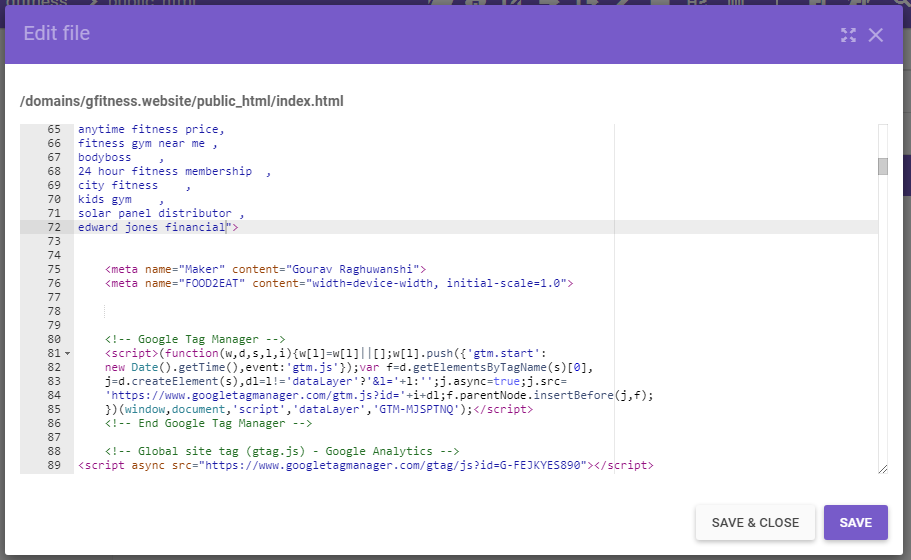 Edit file
/domains/gfitness.website/public_html/index.html
65 anytime fitness price,
66 fitness gym near me ,
67 bodyboss    ,
68 24 hour fitness membership  ,
69 city fitness    ,
70 kids gym    ,
71 solar panel distributor ,
72 edward jones financial">
73
74
75     <meta name="Maker" content="Gourav Raghuwanshi">
76     <meta name="FOOD2EAT" content="width=device-width, initial-scale=1.0">
77
78
79
80     <!-- Google Tag Manager -->
81     <script>(function(w,d,s,l,i){w[l]=w[l]||[];w[l].push({'gtm.start':
82     new Date().getTime(),event:'gtm.js'});var f=d.getElementsByTagName(s)[0],
83     j=d.createElement(s),dl=l!='dataLayer'?'&l='+l:'';j.async=true;j.src=
84     'https://www.googletagmanager.com/gtm.js?id='+i+dl;f.parentNode.insertBefore(j,f);
85     })(window,document,'script','dataLayer','GTM-MJSPTNQ');</script>
86     <!-- End Google Tag Manager -->
87
88     <!-- Global site tag (gtag.js) - Google Analytics -->
89 <script async src="https://www.googletagmanager.com/gtag/js?id=G-FEJKYES890"></script>
SAVE & CLOSE SAVE